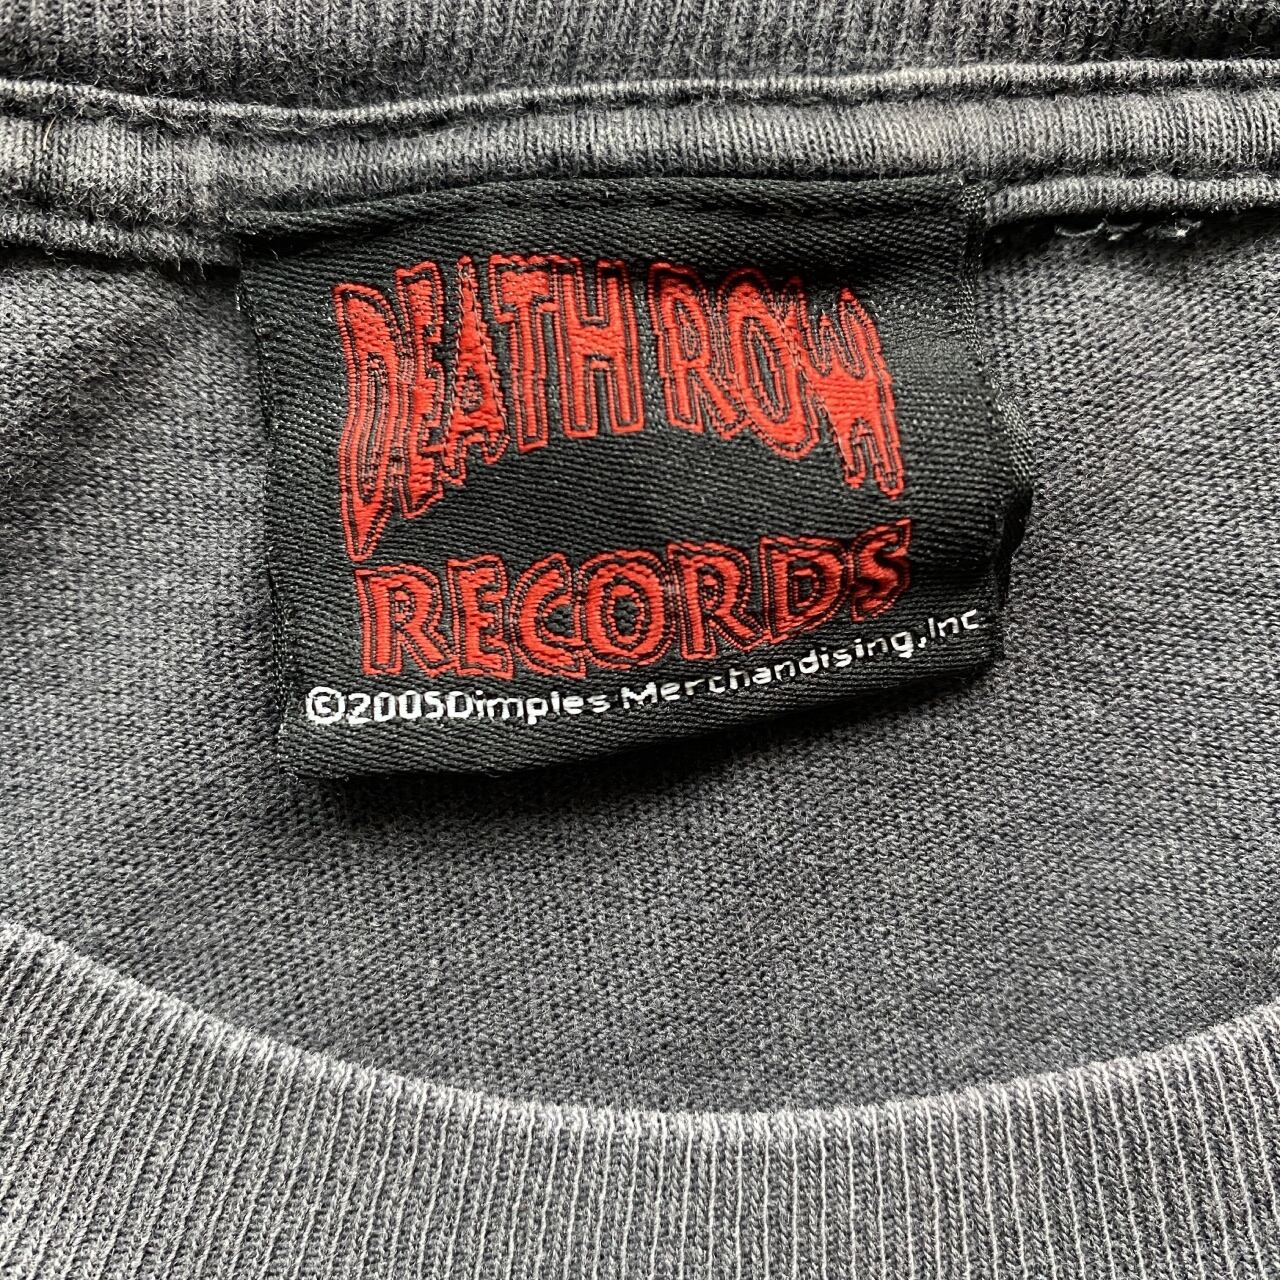 DEATH ROW
RECORDS
©2005Dimples Merchandising,Inc.